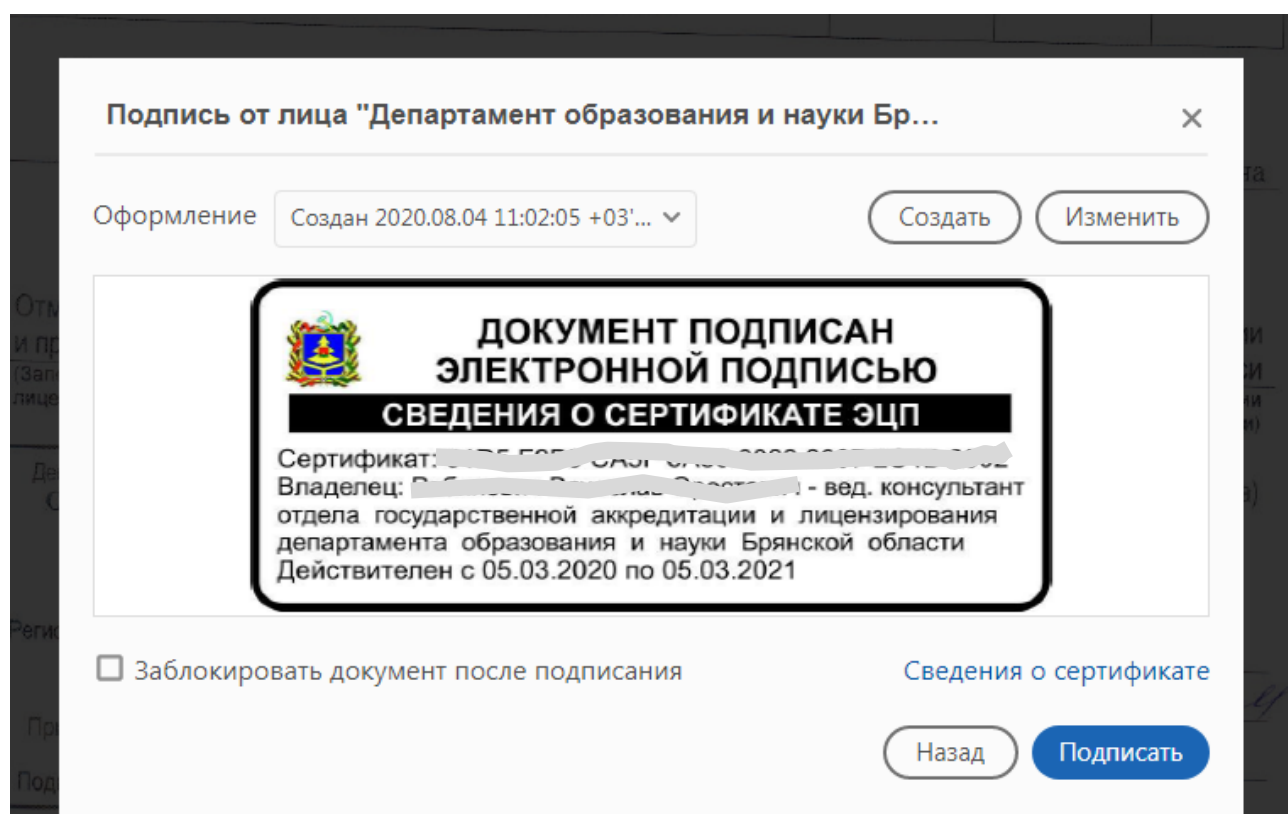 Подпись от лица "Департамент образования и науки Бр...
Оформление Создан 2020.08.04 11:02:05 +03'... Создать Изменить
ДОКУМЕНТ ПОДПИСАН
ЭЛЕКТРОННОЙ ПОДПИСЬЮ
СВЕДЕНИЯ О СЕРТИФИКАТЕ ЭЦП
Сертификат:
Владелец: - вед. консультант
отдела государственной аккредитации и лицензирования
департамента образования и науки Брянской области
Действителен с 05.03.2020 по 05.03.2021
Заблокировать документ после подписания Сведения о сертификате
Назад Подписать